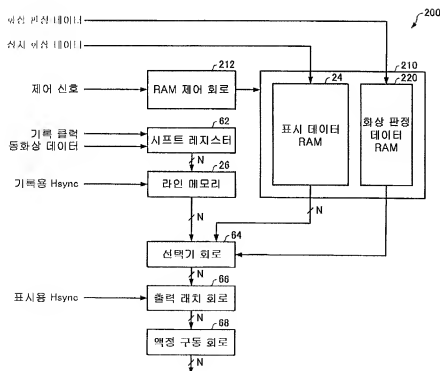 화상 판정 데이터
200
정지 화상 데이터
212
210
제어 신호
RAM 제어 회로
24
220
표시 데이터
RAM
화상 판정
데이터
RAM
62
기록 클럭
동화상 데이터
시프트 레지스터
N
26
기록용 Hsync
라인 메모리
N
N
64
선택기 회로
N
66
표시용 Hsync
출력 래치 회로
N
68
액정 구동 회로
N